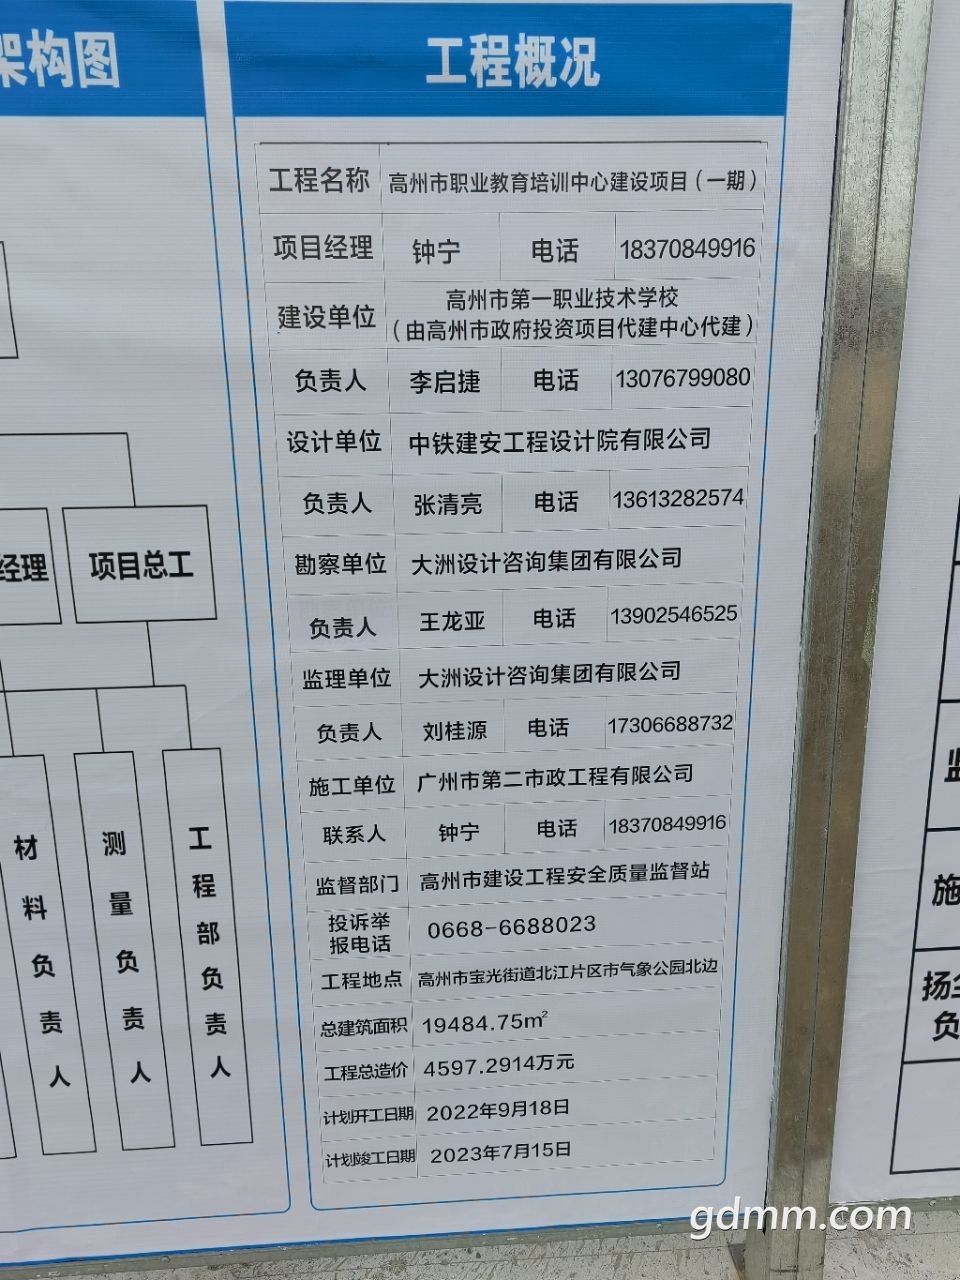 架构图
经理
项目总工
材料负责人
测量负责人
工程部负责人
工程概况
工程名称 高州市职业教育培训中心建设项目（一期）
项目经理 钟宁 电话 18370849916
建设单位 高州市第一职业技术学校
（由高州市政府投资项目代建中心代建）
负责人 李启捷 电话 13076799080
设计单位 中铁建安工程设计院有限公司
负责人 张清亮 电话 13613282574
勘察单位 大洲设计咨询集团有限公司
负责人 王龙亚 电话 13902546525
监理单位 大洲设计咨询集团有限公司
负责人 刘桂源 电话 17306688732
施工单位 广州市第二市政工程有限公司
联系人 钟宁 电话 18370849916
监督部门 高州市建设工程安全质量监督站
投诉举
报电话 0668-6688023
工程地点 高州市宝光街道北江片区市气象公园北边
总建筑面积 19484.75m²
工程总造价 4597.2914万元
计划开工日期 2022年9月18日
计划竣工日期 2023年7月15日
监
施
扬尘
负
gdmm.com